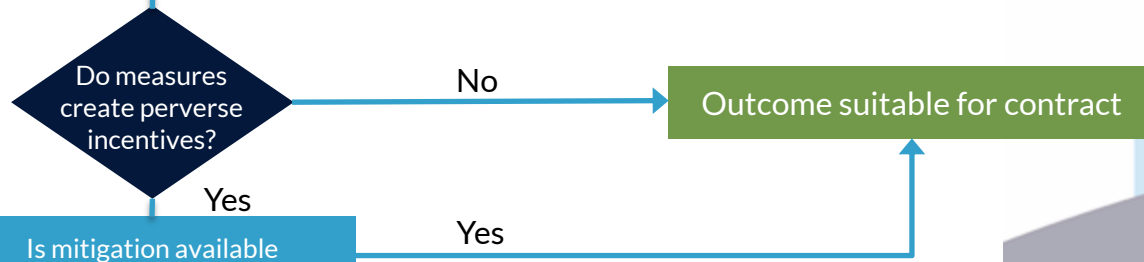 Do measures
create perverse
incentives?
No
Outcome suitable for contract
Yes
Is mitigation available
Yes